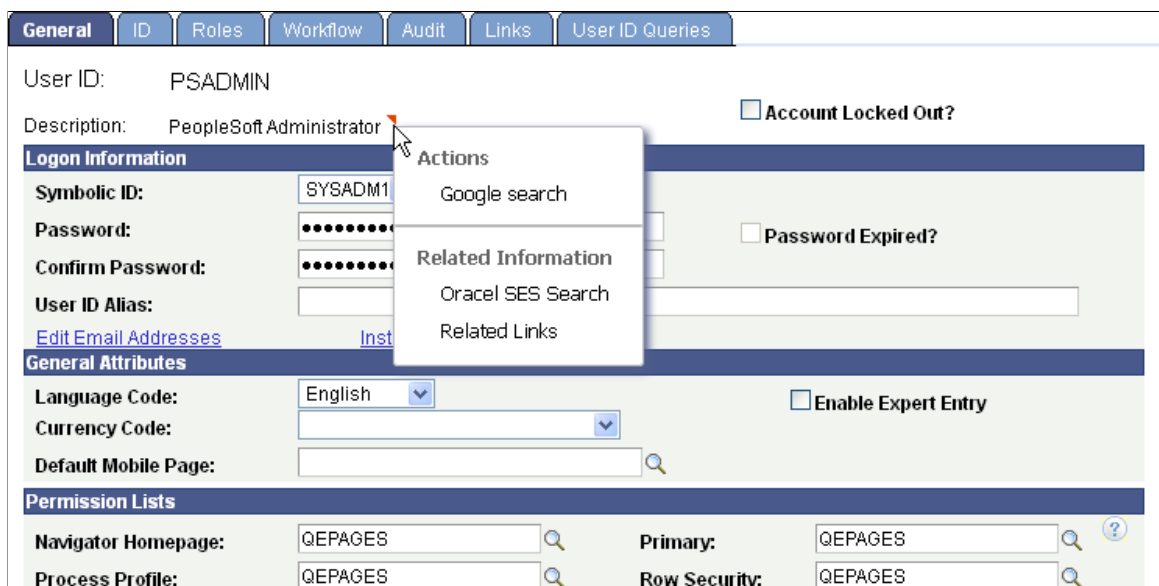 General ID Roles Workflow Audit Links User ID Queries
User ID: PSADMIN
Account Locked Out?
Description: PeopleSoft Administrator
Actions
Google search
Related Information
Oracel SES Search
Related Links
Logon Information
Symbolic ID: SYSADM1
Password: Password Expired?
Confirm Password:
User ID Alias:
Edit Email Addresses Inst
General Attributes
Language Code: English Enable Expert Entry
Currency Code:
Default Mobile Page:
Permission Lists
Navigator Homepage: QEPAGES Primary: QEPAGES ?
Process Profile: QEPAGES Row Security: QEPAGES